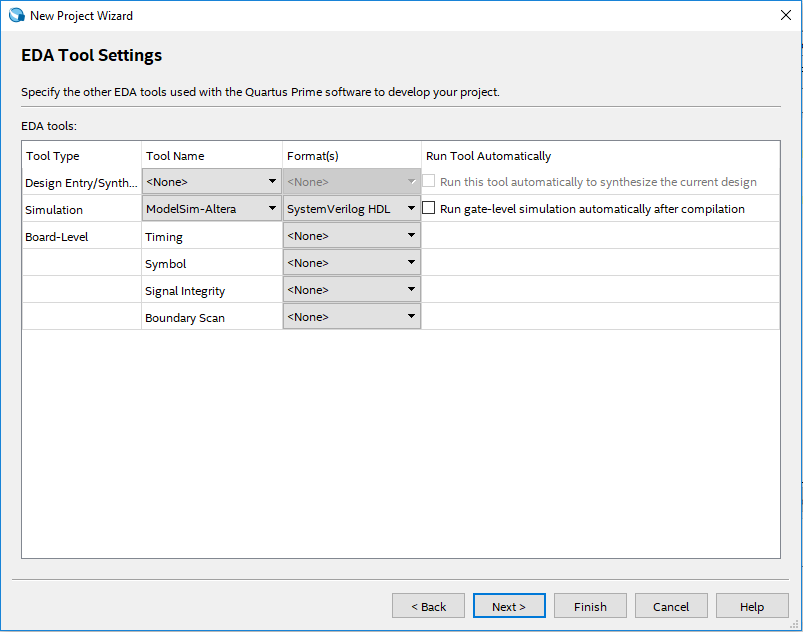 New Project Wizard
EDA Tool Settings
Specify the other EDA tools used with the Quartus Prime software to develop your project.
EDA tools:
Tool Type Tool Name Format(s) Run Tool Automatically
Design Entry/Synth... <None> <None> Run this tool automatically to synthesize the current design
Simulation ModelSim-Altera SystemVerilog HDL Run gate-level simulation automatically after compilation
Board-Level Timing <None>
Symbol <None>
Signal Integrity <None>
Boundary Scan <None>
< Back Next > Finish Cancel Help